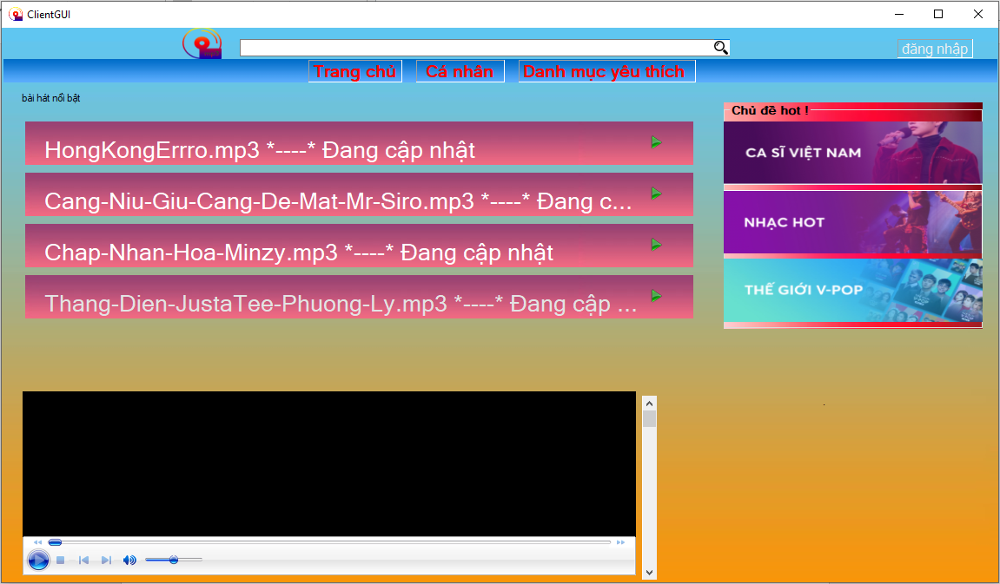 ClientGUI
đăng nhập
Trang chủ
Cá nhân
Danh mục yêu thích
bài hát nổi bật
HongKongErrro.mp3 *----* Đang cập nhật
Cang-Niu-Giu-Cang-De-Mat-Mr-Siro.mp3 *----* Đang c...
Chap-Nhan-Hoa-Minzy.mp3 *----* Đang cập nhật
Thang-Dien-JustaTee-Phuong-Ly.mp3 *----* Đang cập ...
Chủ đề hot !
CA SĨ VIỆT NAM
NHẠC HOT
THẾ GIỚI V-POP